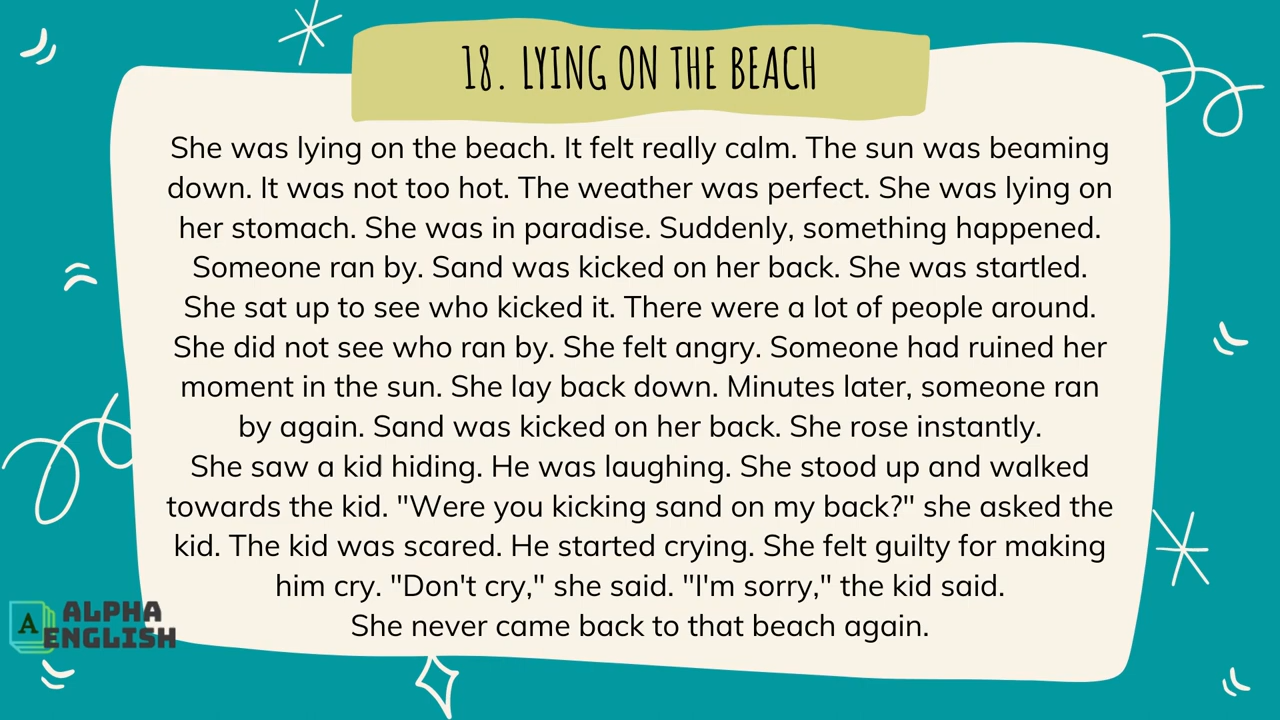 18. LYING ON THE BEACH
She was lying on the beach. It felt really calm. The sun was beaming
down. It was not too hot. The weather was perfect. She was lying on
her stomach. She was in paradise. Suddenly, something happened.
Someone ran by. Sand was kicked on her back. She was startled.
She sat up to see who kicked it. There were a lot of people around.
She did not see who ran by. She felt angry. Someone had ruined her
moment in the sun. She lay back down. Minutes later, someone ran
by again. Sand was kicked on her back. She rose instantly.
She saw a kid hiding. He was laughing. She stood up and walked
towards the kid. "Were you kicking sand on my back?" she asked the
kid. The kid was scared. He started crying. She felt guilty for making
him cry. "Don't cry," she said. "I'm sorry," the kid said.
She never came back to that beach again.
A
ALPHA
ENGLISH